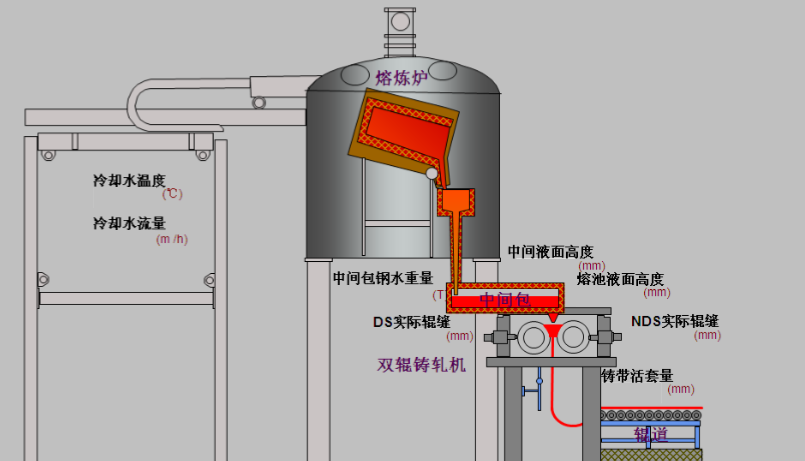 熔炼炉
冷却水温度
(℃)
冷却水流量
(m /h)
中间液面高度
(mm)
中间包钢水重量
(T
熔池液面高度
(mm)
中间包
DS实际辊缝
(mm)
NDS实际辊缝
(mm)
双辊铸轧机
铸带活套量
(mm)
辊道